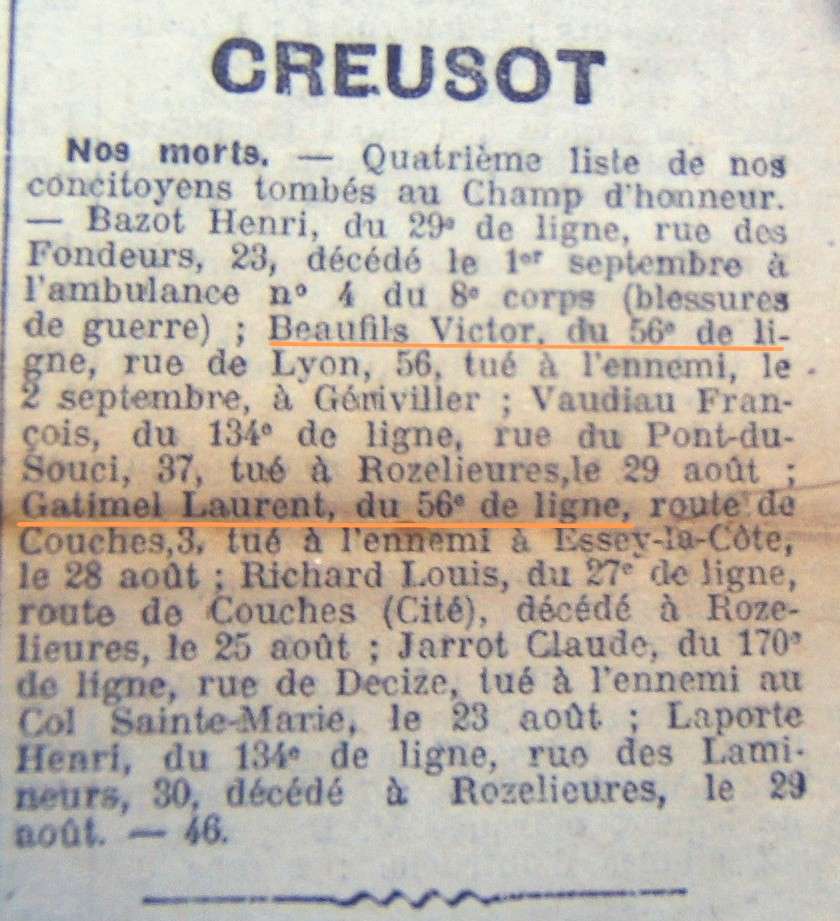 CREUSOT
Nos morts. — Quatrième liste de nos
concitoyens tombés au Champ d'honneur.
— Bazot Henri, du 29e de ligne, rue des
Fondeurs, 23, décédé le 1er septembre à
l'ambulance no 4 du 8e corps (blessures
de guerre) ; Beaufils Victor, du 56e de li-
gne, rue de Lyon, 56, tué à l'ennemi, le
2 septembre, à Gériviller ; Vaudiau Fran-
çois, du 134e de ligne, rue du Pont-du-
Souci, 37, tué à Rozelieures,le 29 août ;
Gatimel Laurent, du 56e de ligne, route de
Couches,3, tué à l'ennemi à Essey-la-Côte,
le 28 août ; Richard Louis, du 27e de ligne,
route de Couches (Cité), décédé à Roze-
lieures, le 25 août ; Jarrot Claude, du 170e
de ligne, rue de Decize, tué à l'ennemi au
Col Sainte-Marie, le 23 août ; Laporte
Henri, du 134e de ligne, rue des Lami-
neurs, 30, décédé à Rozelieures, le 29
août. — 46.